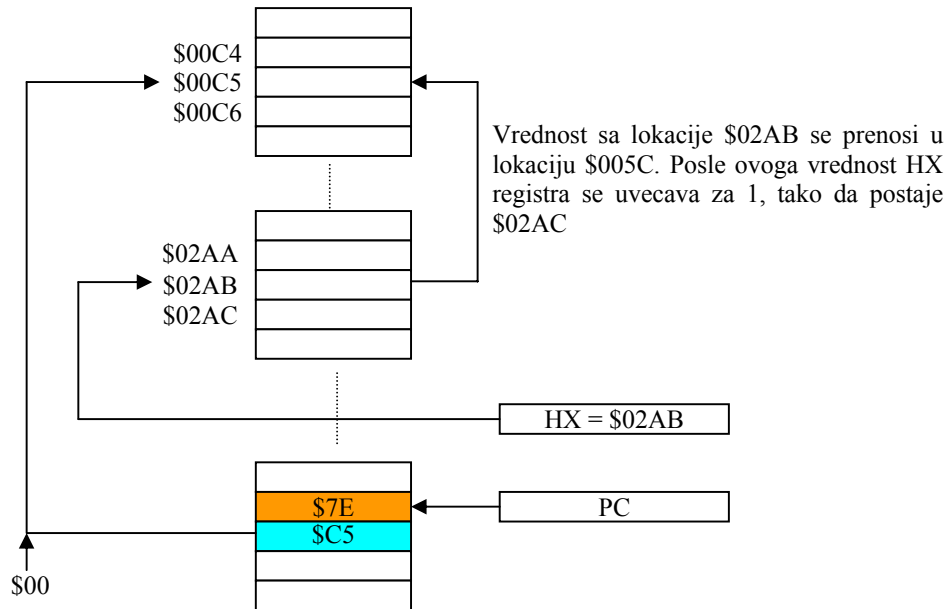 $00C4
$00C5
$00C6
Vrednost sa lokacije $02AB se prenosi u
lokaciju $005C. Posle ovoga vrednost HX
registra se uvecava za 1, tako da postaje
$02AC
$02AA
$02AB
$02AC
HX = $02AB
$7E
PC
$C5
$00